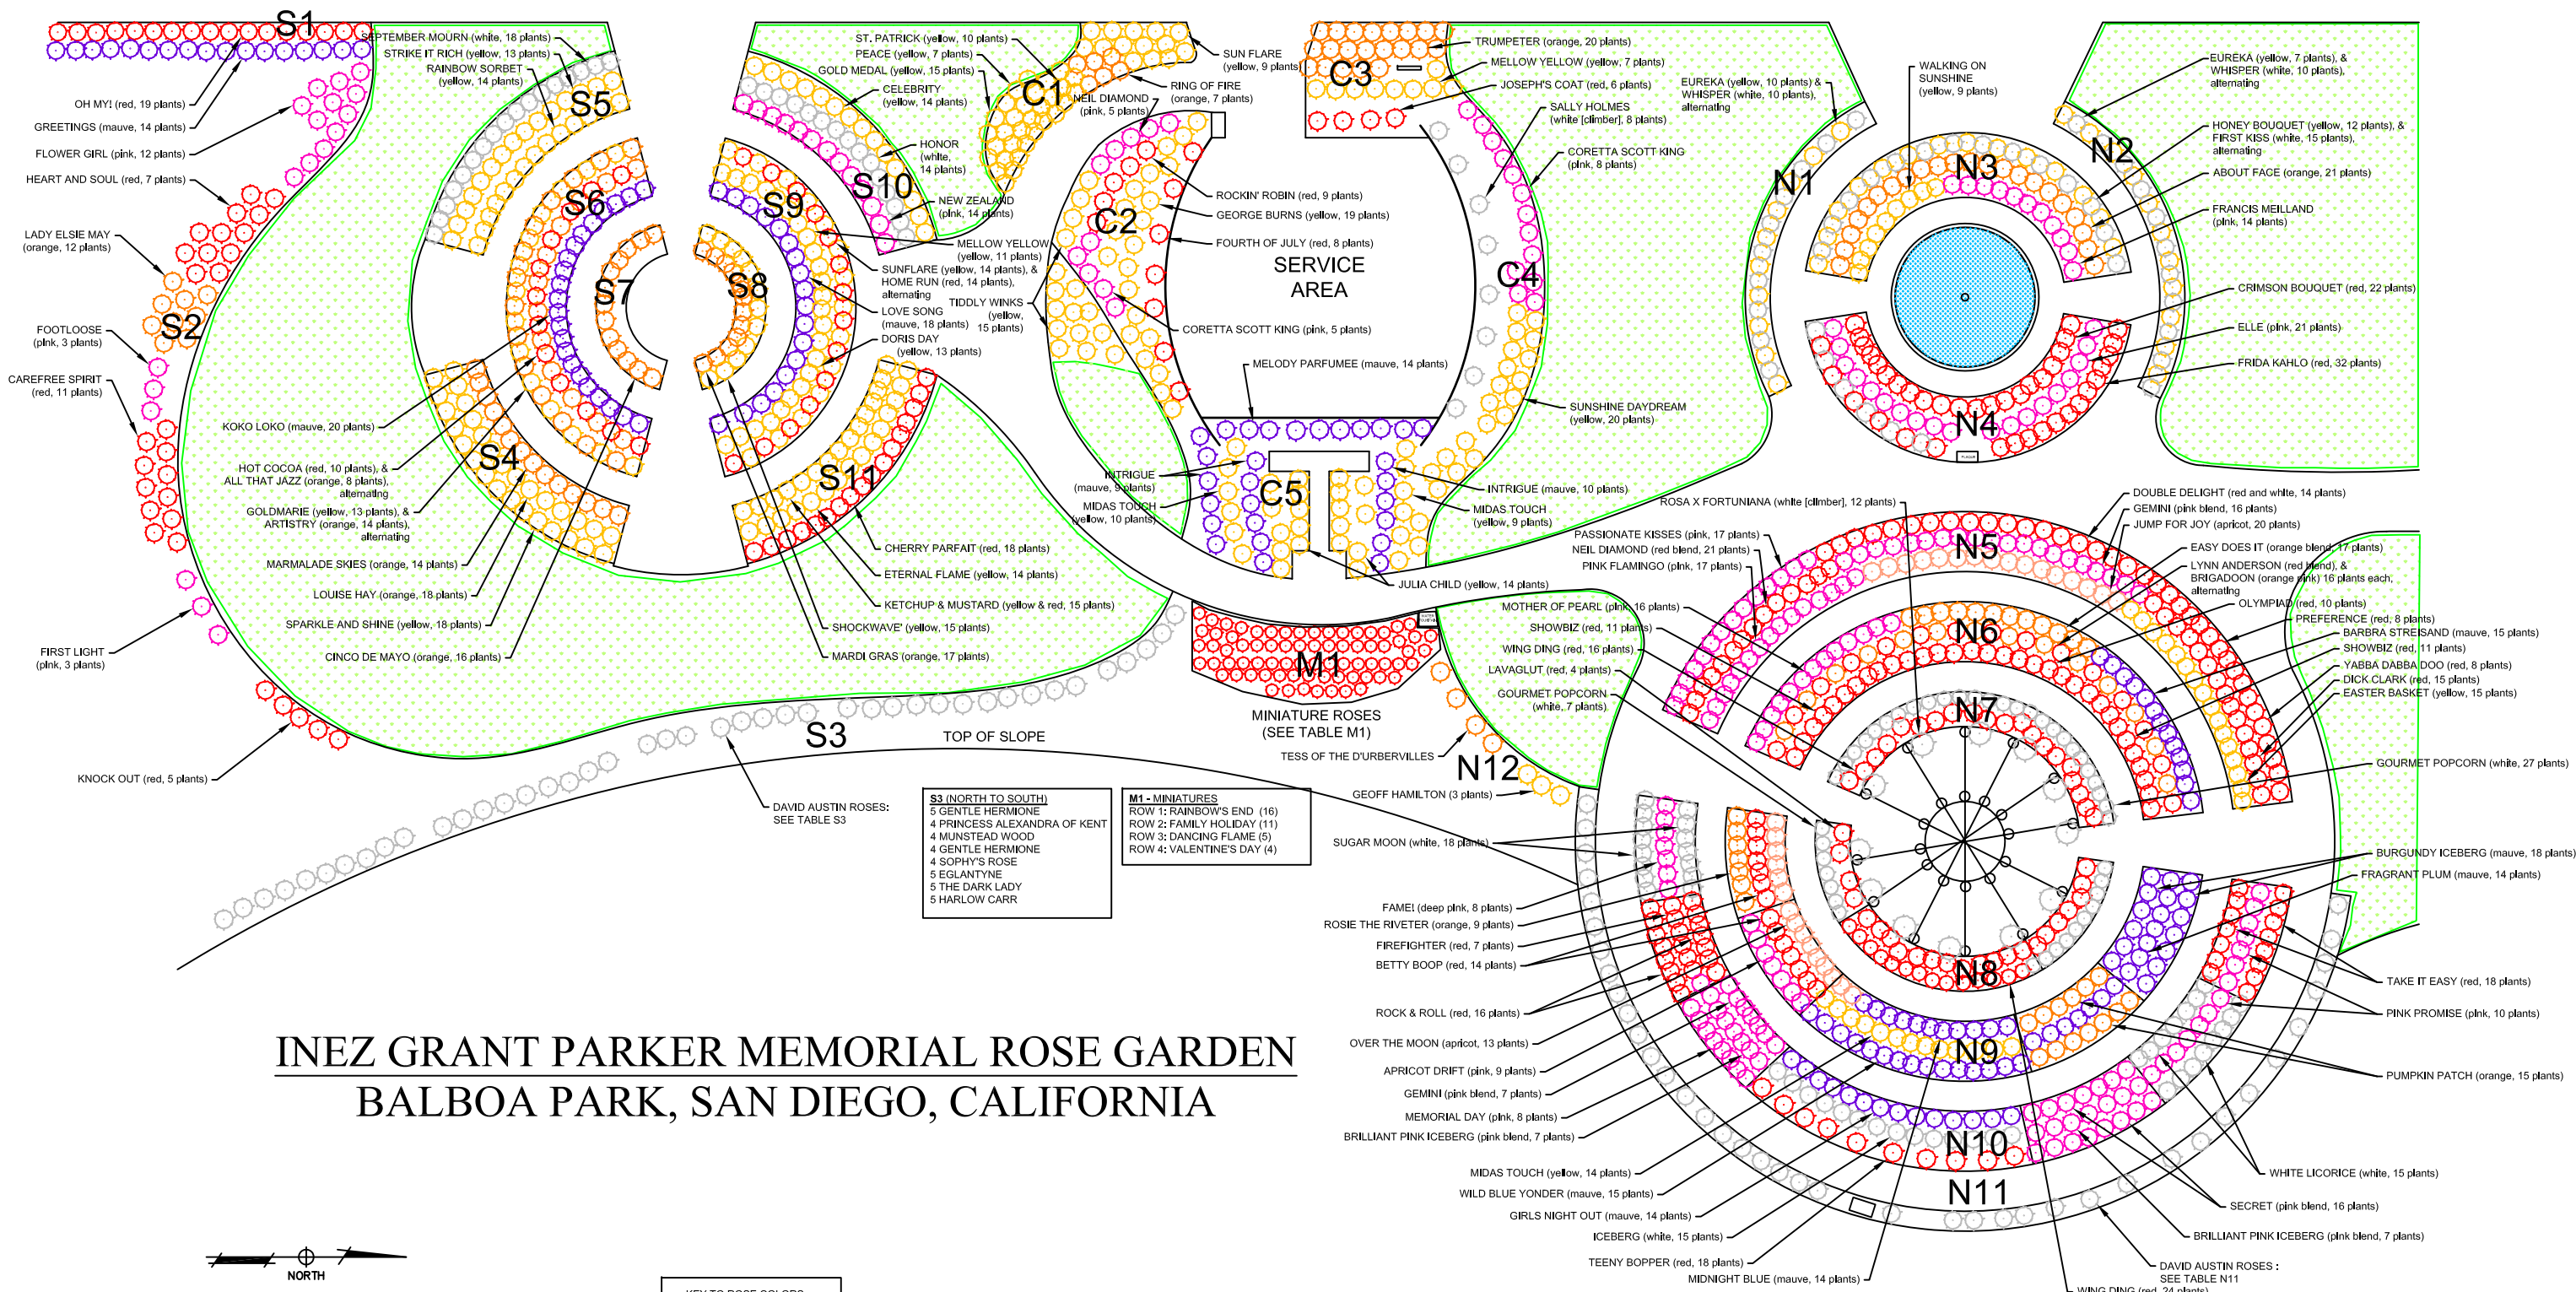 S1
OH MY! (red, 19 plants)
GREETINGS (mauve, 14 plants)
FLOWER GIRL (pink, 12 plants)
HEART AND SOUL (red, 7 plants)
LADY ELSIE MAY
(orange, 12 plants)
S2
FOOTLOOSE
(pink, 3 plants)
CAREFREE SPIRIT
(red, 11 plants)
FIRST LIGHT
(pink, 3 plants)
KNOCK OUT (red, 5 plants)
SEPTEMBER MOURN (white, 18 plants)
STRIKE IT RICH (yellow, 13 plants)
RAINBOW SORBET
(yellow, 14 plants)
S5
S6
S7
S8
S9
S10
S4
S11
KOKO LOKO (mauve, 20 plants)
HOT COCOA (red, 10 plants), &
ALL THAT JAZZ (orange, 8 plants),
alternating
GOLDMARIE (yellow, 13 plants), &
ARTISTRY (orange, 14 plants),
alternating
MARMALADE SKIES (orange, 14 plants)
LOUISE HAY (orange, 18 plants)
SPARKLE AND SHINE (yellow, 18 plants)
CINCO DE MAYO (orange, 16 plants)
ST. PATRICK (yellow, 10 plants)
PEACE (yellow, 7 plants)
GOLD MEDAL (yellow, 15 plants)
CELEBRITY
(yellow, 14 plants)
HONOR
(white,
14 plants)
NEW ZEALAND
(pink, 14 plants)
MELLOW YELLOW
(yellow, 11 plants)
SUNFLARE (yellow, 14 plants), &
HOME RUN (red, 14 plants),
alternating
LOVE SONG
(mauve, 18 plants)
DORIS DAY
(yellow, 13 plants)
TIDDLY WINKS
(yellow,
15 plants)
CHERRY PARFAIT (red, 18 plants)
ETERNAL FLAME (yellow, 14 plants)
KETCHUP & MUSTARD (yellow & red, 15 plants)
SHOCKWAVE' (yellow, 15 plants)
MARDI GRAS (orange, 17 plants)
C1
SUN FLARE
(yellow, 9 plants)
RING OF FIRE
(orange, 7 plants)
NEIL DIAMOND
(pink, 5 plants)
C2
ROCKIN' ROBIN (red, 9 plants)
GEORGE BURNS (yellow, 19 plants)
FOURTH OF JULY (red, 8 plants)
SERVICE
AREA
CORETTA SCOTT KING (pink, 5 plants)
MELODY PARFUMEE (mauve, 14 plants)
C3
TRUMPETER (orange, 20 plants)
MELLOW YELLOW (yellow, 7 plants)
JOSEPH'S COAT (red, 6 plants)
SALLY HOLMES
(white [climber], 8 plants)
CORETTA SCOTT KING
(pink, 8 plants)
C4
SUNSHINE DAYDREAM
(yellow, 20 plants)
INTRIGUE
(mauve, 9 plants)
MIDAS TOUCH
(yellow, 10 plants)
C5
INTRIGUE (mauve, 10 plants)
MIDAS TOUCH
(yellow, 9 plants)
JULIA CHILD (yellow, 14 plants)
EUREKA (yellow, 10 plants) &
WHISPER (white, 10 plants),
alternating
N1
WALKING ON
SUNSHINE
(yellow, 9 plants)
N3
N2
EUREKA (yellow, 7 plants), &
WHISPER (white, 10 plants),
alternating
HONEY BOUQUET (yellow, 12 plants), &
FIRST KISS (white, 15 plants),
alternating
ABOUT FACE (orange, 21 plants)
FRANCIS MEILLAND
(pink, 14 plants)
CRIMSON BOUQUET (red, 22 plants)
ELLE (pink, 21 plants)
FRIDA KAHLO (red, 32 plants)
N4
ROSA X FORTUNIANA (white [climber], 12 plants)
PASSIONATE KISSES (pink, 17 plants)
NEIL DIAMOND (red blend, 21 plants)
PINK FLAMINGO (pink, 17 plants)
MOTHER OF PEARL (pink, 16 plants)
SHOWBIZ (red, 11 plants)
WING DING (red, 16 plants)
LAVAGLUT (red, 4 plants)
GOURMET POPCORN
(white, 7 plants)
N5
N6
N7
DOUBLE DELIGHT (red and white, 14 plants)
GEMINI (pink blend, 16 plants)
JUMP FOR JOY (apricot, 20 plants)
EASY DOES IT (orange blend, 17 plants)
LYNN ANDERSON (red blend), &
BRIGADOON (orange pink) 16 plants each,
alternating
OLYMPIAD (red, 10 plants)
PREFERENCE (red, 8 plants)
BARBRA STREISAND (mauve, 15 plants)
SHOWBIZ (red, 11 plants)
YABBA DABBA DOO (red, 8 plants)
DICK CLARK (red, 15 plants)
EASTER BASKET (yellow, 15 plants)
GOURMET POPCORN (white, 27 plants)
M1
MINIATURE ROSES
(SEE TABLE M1)
TESS OF THE D'URBERVILLES
N12
GEOFF HAMILTON (3 plants)
S3
TOP OF SLOPE
DAVID AUSTIN ROSES:
SEE TABLE S3
S3 (NORTH TO SOUTH)
5 GENTLE HERMIONE
4 PRINCESS ALEXANDRA OF KENT
4 MUNSTEAD WOOD
4 GENTLE HERMIONE
4 SOPHY'S ROSE
5 EGLANTYNE
5 THE DARK LADY
5 HARLOW CARR
M1 - MINIATURES
ROW 1: RAINBOW'S END (16)
ROW 2: FAMILY HOLIDAY (11)
ROW 3: DANCING FLAME (5)
ROW 4: VALENTINE'S DAY (4)
SUGAR MOON (white, 18 plants)
FAME! (deep pink, 8 plants)
ROSIE THE RIVETER (orange, 9 plants)
FIREFIGHTER (red, 7 plants)
BETTY BOOP (red, 14 plants)
ROCK & ROLL (red, 16 plants)
OVER THE MOON (apricot, 13 plants)
APRICOT DRIFT (pink, 9 plants)
GEMINI (pink blend, 7 plants)
MEMORIAL DAY (pink, 8 plants)
BRILLIANT PINK ICEBERG (pink blend, 7 plants)
MIDAS TOUCH (yellow, 14 plants)
WILD BLUE YONDER (mauve, 15 plants)
GIRLS NIGHT OUT (mauve, 14 plants)
ICEBERG (white, 15 plants)
TEENY BOPPER (red, 18 plants)
MIDNIGHT BLUE (mauve, 14 plants)
N8
N9
N10
N11
BURGUNDY ICEBERG (mauve, 18 plants)
FRAGRANT PLUM (mauve, 14 plants)
TAKE IT EASY (red, 18 plants)
PINK PROMISE (pink, 10 plants)
PUMPKIN PATCH (orange, 15 plants)
WHITE LICORICE (white, 15 plants)
SECRET (pink blend, 16 plants)
BRILLIANT PINK ICEBERG (pink blend, 7 plants)
DAVID AUSTIN ROSES :
SEE TABLE N11
WING DING (red, 24 plants)
INEZ GRANT PARKER MEMORIAL ROSE GARDEN
BALBOA PARK, SAN DIEGO, CALIFORNIA
NORTH
KEY TO ROSE COLORS